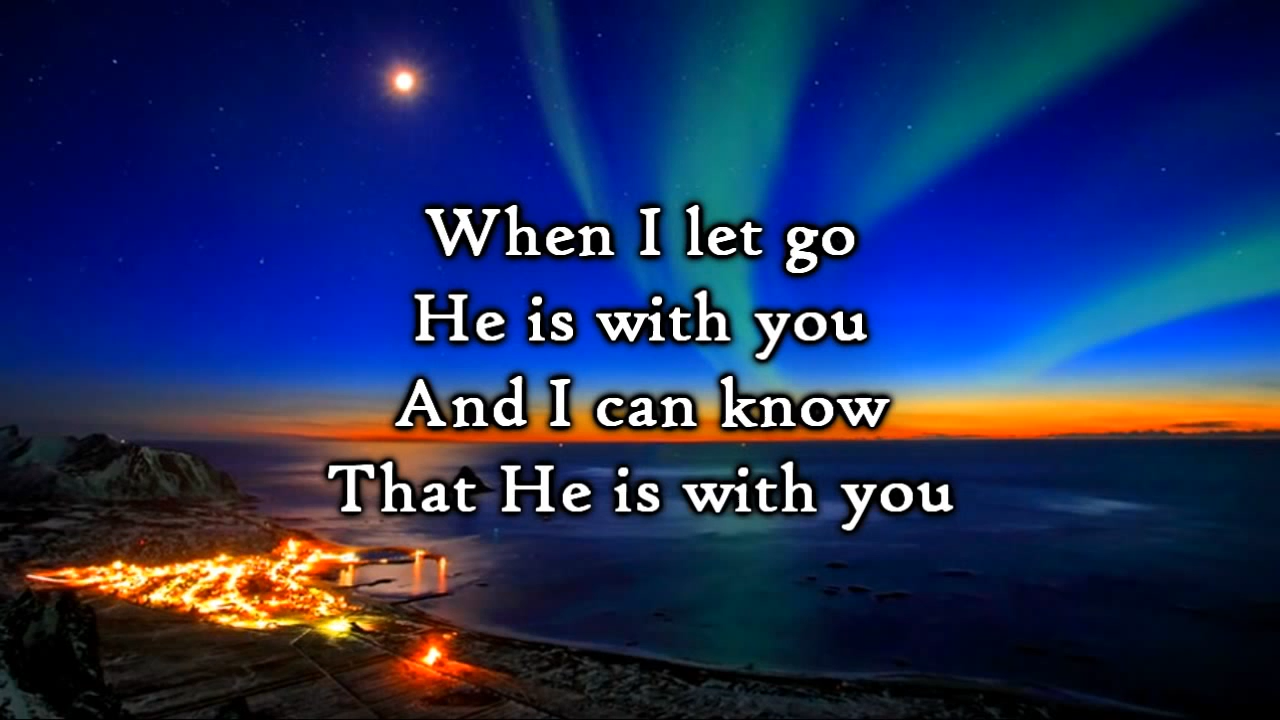 When I let go
He is with you
And I can know
That He is with you